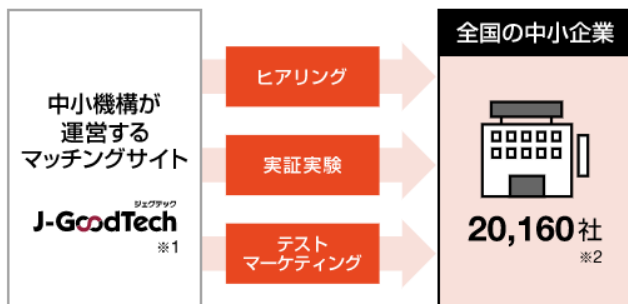 中小機構が
運営する
マッチングサイト
ジェグテック
J-GoodTech
※1
ヒアリング
実証実験
テスト
マーケティング
全国の中小企業
20,160社
※2